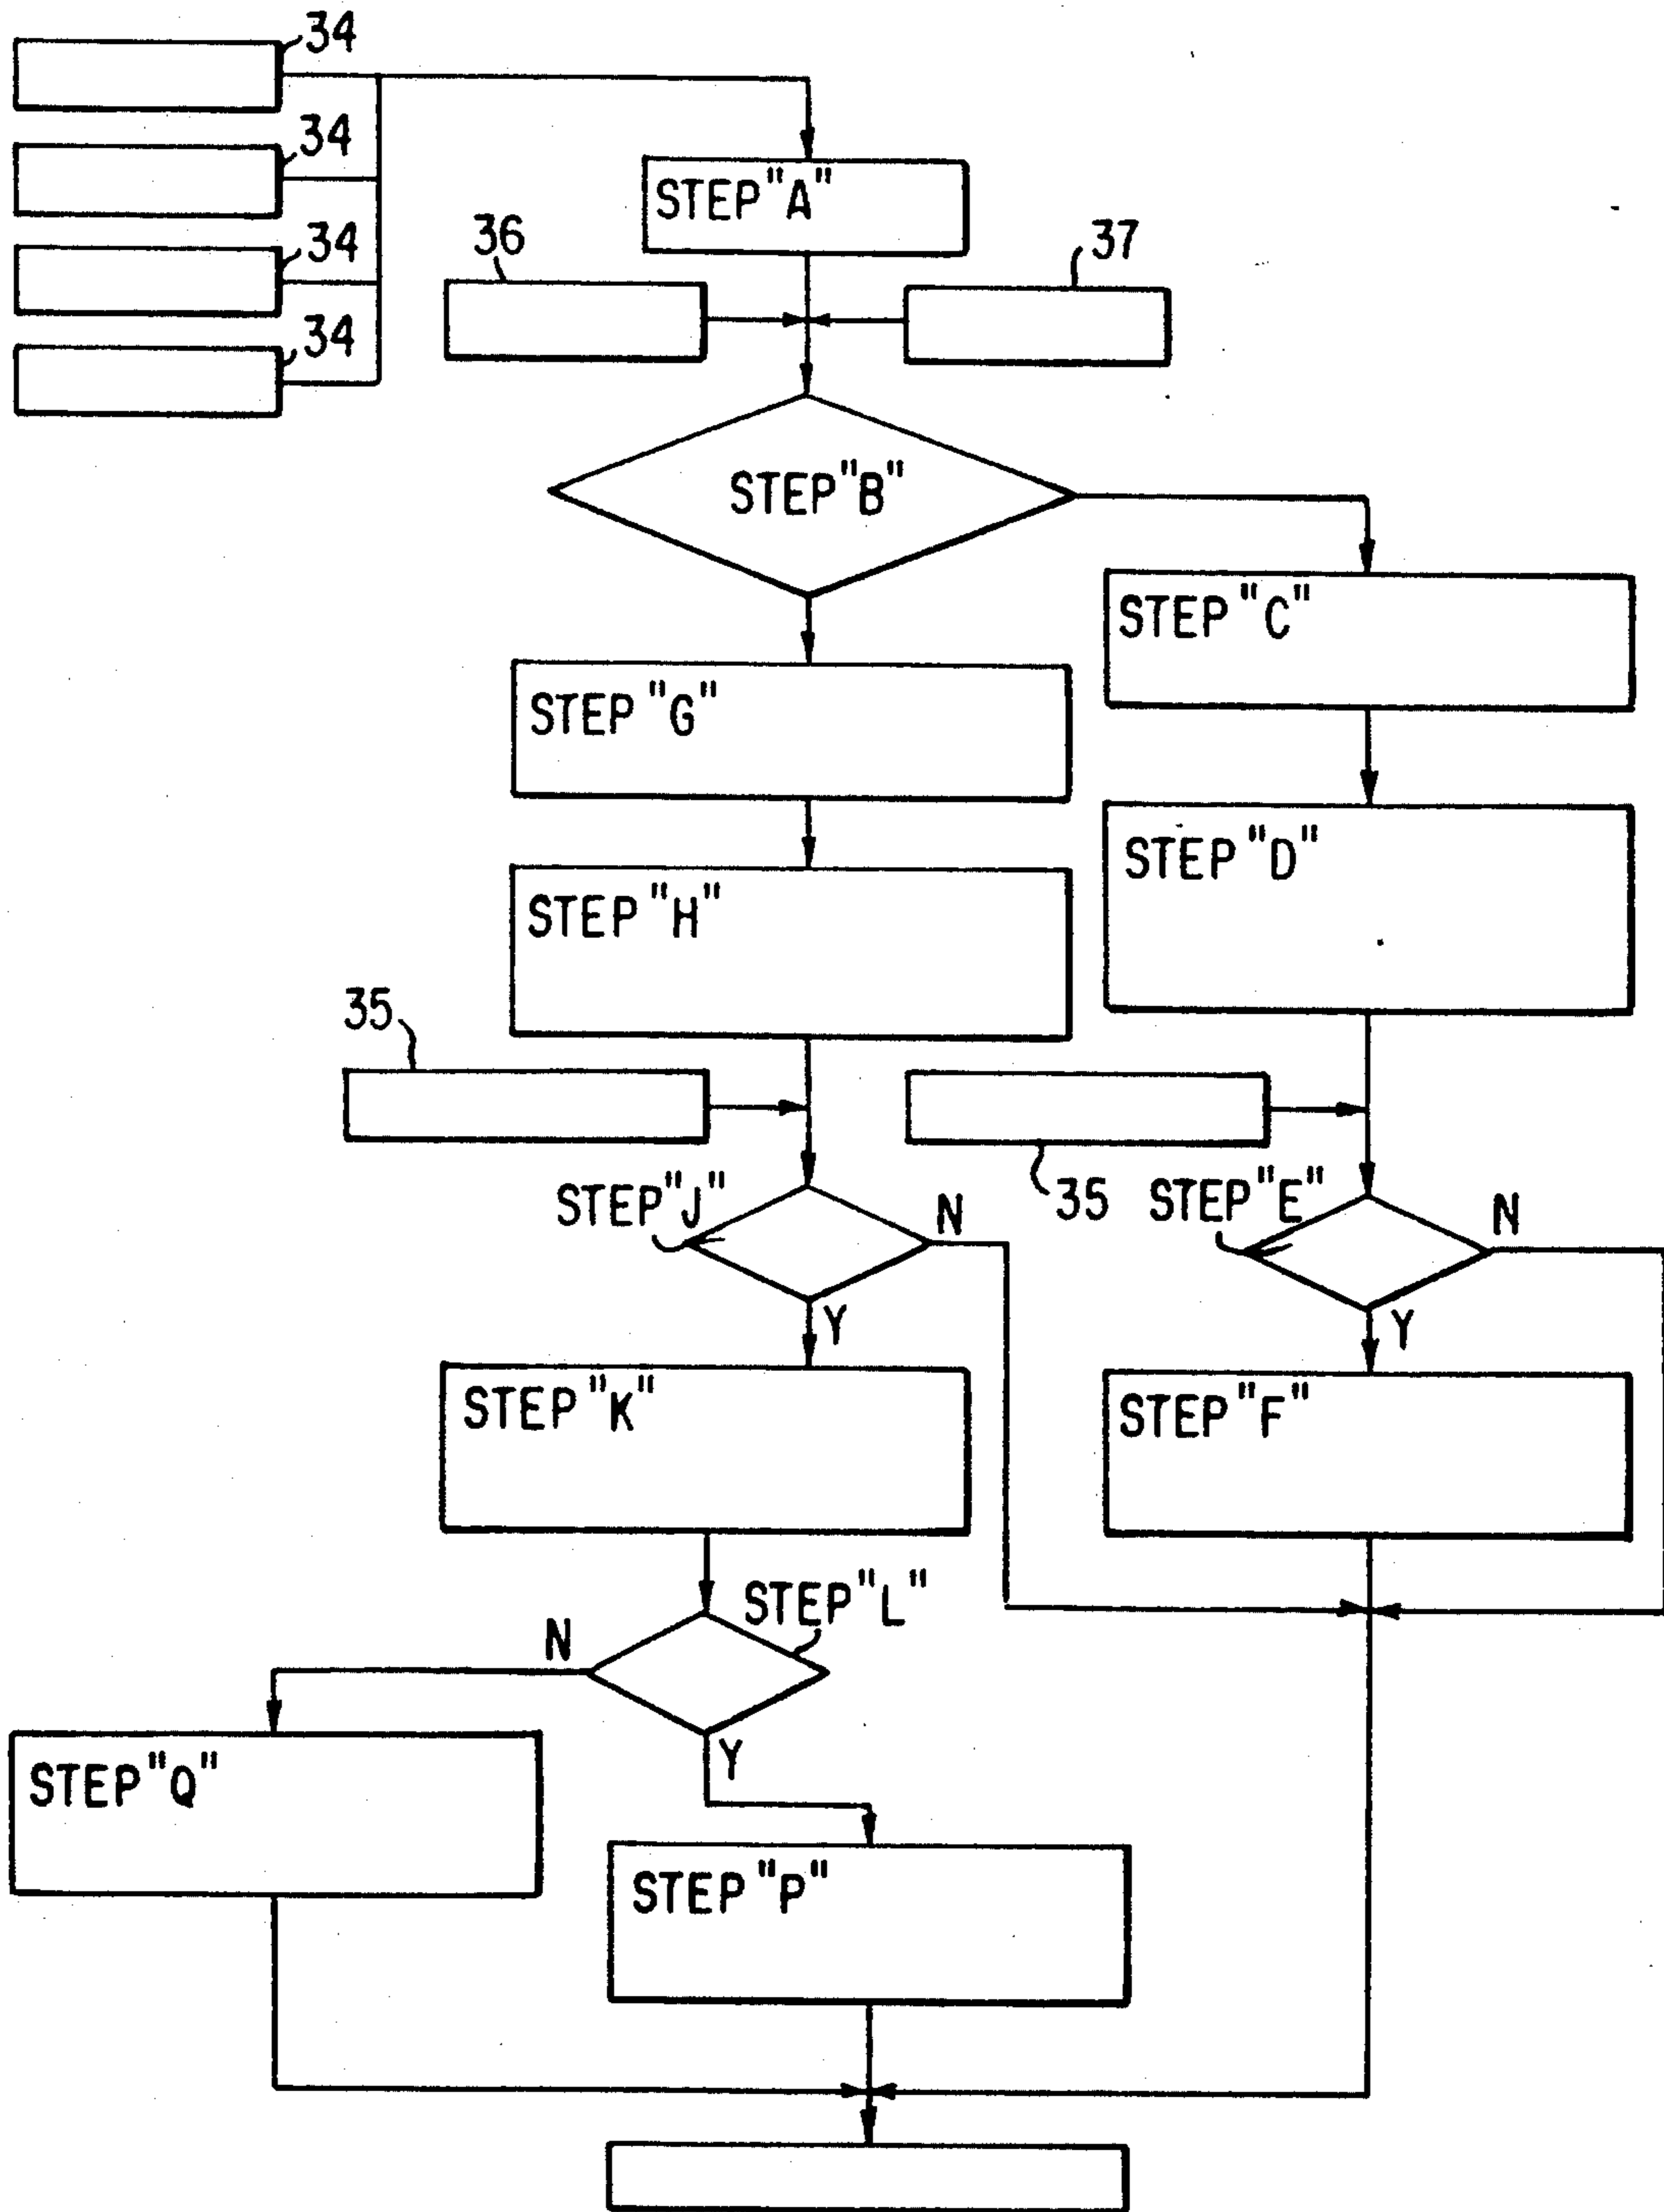 34
34
34
34
STEP "A"
36
37
STEP "B"
STEP "C"
STEP "G"
STEP "D"
STEP "H"
35
35
STEP "J"
N
Y
STEP "E"
N
Y
STEP "K"
STEP "F"
STEP "L"
N
Y
STEP "Q"
STEP "P"